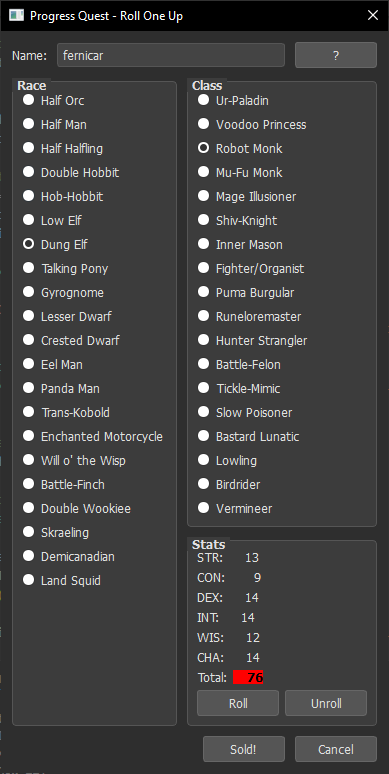 Progress Quest - Roll One Up
Name: fernicar ?
Race
Half Orc
Half Man
Half Halfling
Double Hobbit
Hob-Hobbit
Low Elf
Dung Elf
Talking Pony
Gyrognome
Lesser Dwarf
Crested Dwarf
Eel Man
Panda Man
Trans-Kobold
Enchanted Motorcycle
Will o' the Wisp
Battle-Finch
Double Wookiee
Skraeling
Demicanadian
Land Squid
Class
Ur-Paladin
Voodoo Princess
Robot Monk
Mu-Fu Monk
Mage Illusioner
Shiv-Knight
Inner Mason
Fighter/Organist
Puma Burgular
Runeloremaster
Hunter Strangler
Battle-Felon
Tickle-Mimic
Slow Poisoner
Bastard Lunatic
Lowling
Birdrider
Vermineer
Stats
STR: 13
CON: 9
DEX: 14
INT: 14
WIS: 12
CHA: 14
Total: 76
Roll Unroll
Sold! Cancel